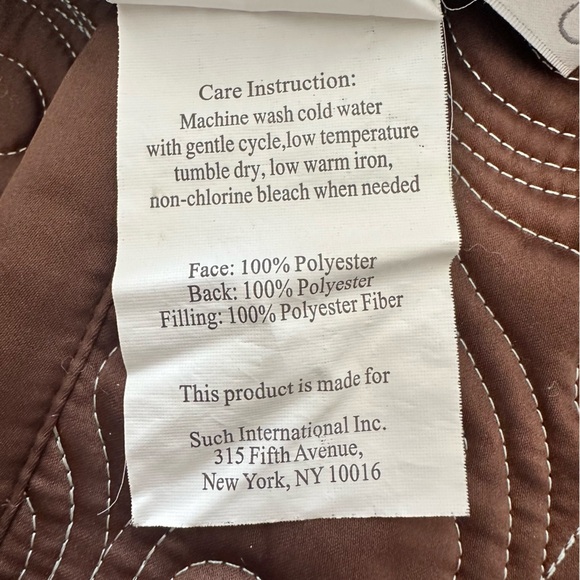 Care Instruction:
Machine wash cold water
with gentle cycle,low temperature
tumble dry, low warm iron,
non-chlorine bleach when needed
Face: 100% Polyester
Back: 100% Polyester
Filling: 100% Polyester Fiber
This product is made for
Such International Inc.
315 Fifth Avenue,
New York, NY 10016